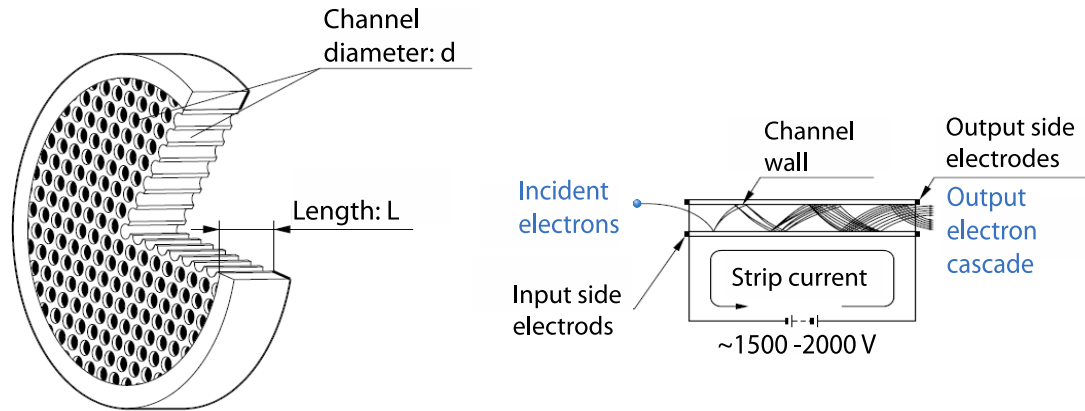 Channel
diameter: d
Length: L
Channel
wall
Output side
electrodes
Incident
electrons
Output
electron
cascade
Input side
electrods
Strip current
~1500 -2000 V